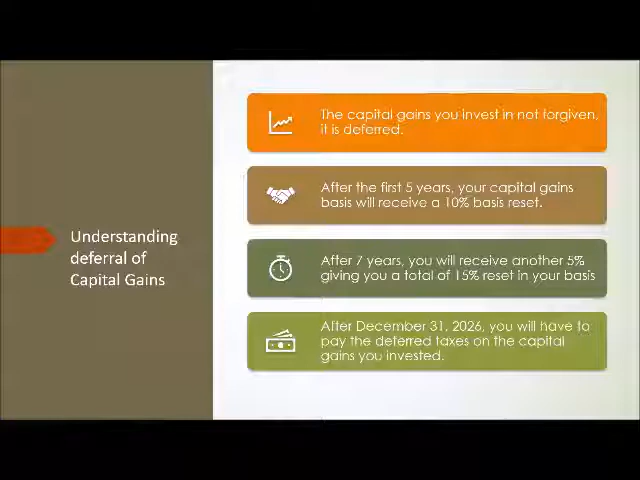 Understanding
deferral of
Capital Gains
The capital gains you invest in not forgiven,
it is deferred.
After the first 5 years, your capital gains
basis will receive a 10% basis reset.
After 7 years, you will receive another 5%
giving you a total of 15% reset in your basis
After December 31, 2026, you will have to
pay the deferred taxes on the capital
gains you invested.